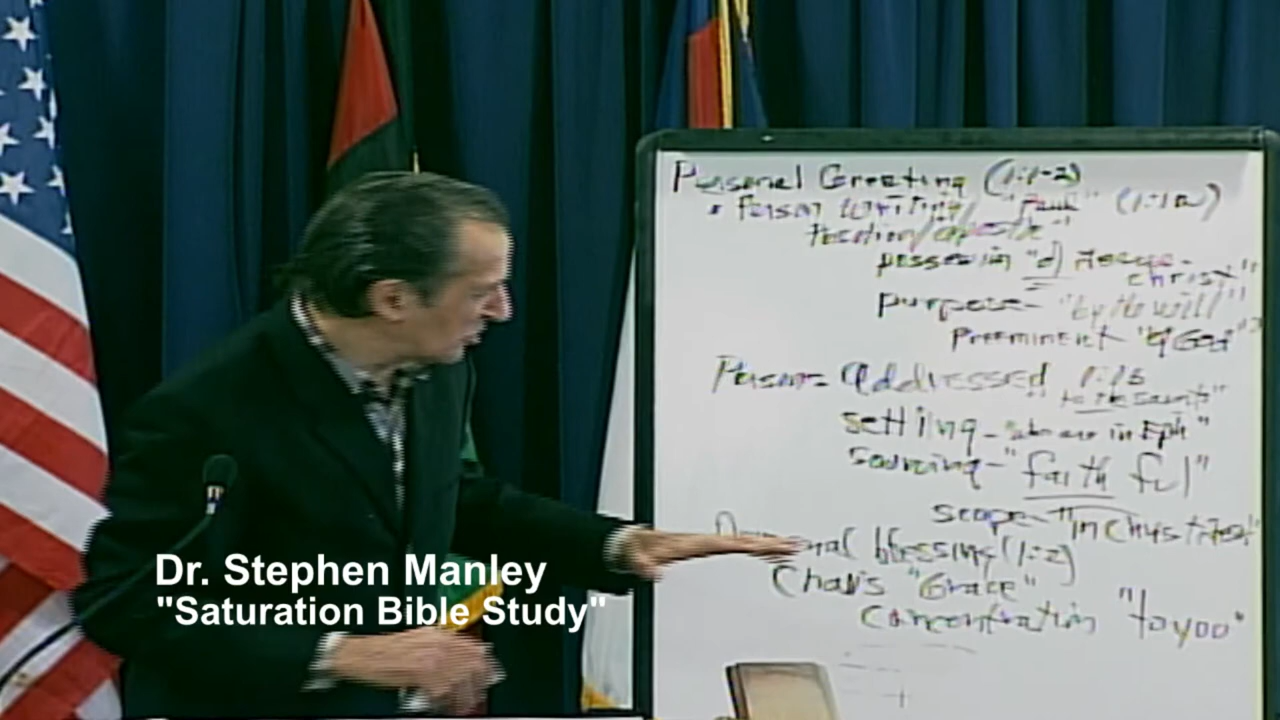 Personal Greeting (1:1-2)
• Person Writing/ "Paul" (1:1a)
Position/"apostle"
possession "of Jesus
Christ"
purpose- "by the will"
Preeminent "of God"
Persons Addressed 1:1b
"to the saints"
setting- "who are in Eph"
sourcing- "faithful"
scope- "in Christ Jesus"
Personal blessing (1:2)
Charis "Grace"
Concentration "to you"
Dr. Stephen Manley
"Saturation Bible Study"